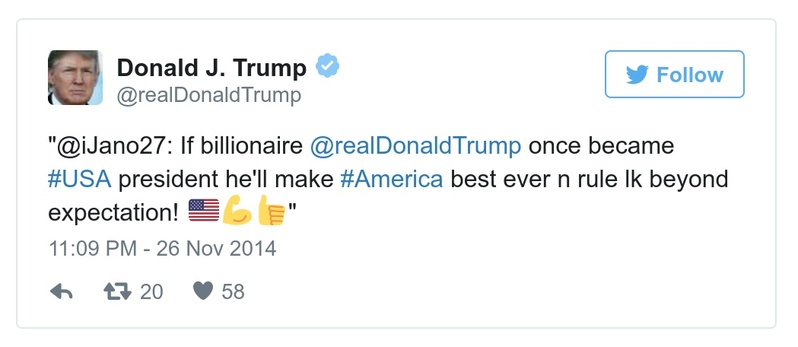 Donald J. Trump
@realDonaldTrump
Follow
"@iJano27: If billionaire @realDonaldTrump once became
#USA president he'll make #America best ever n rule lk beyond
expectation! 🇺🇸💪👍"
11:09 PM - 26 Nov 2014
20 58